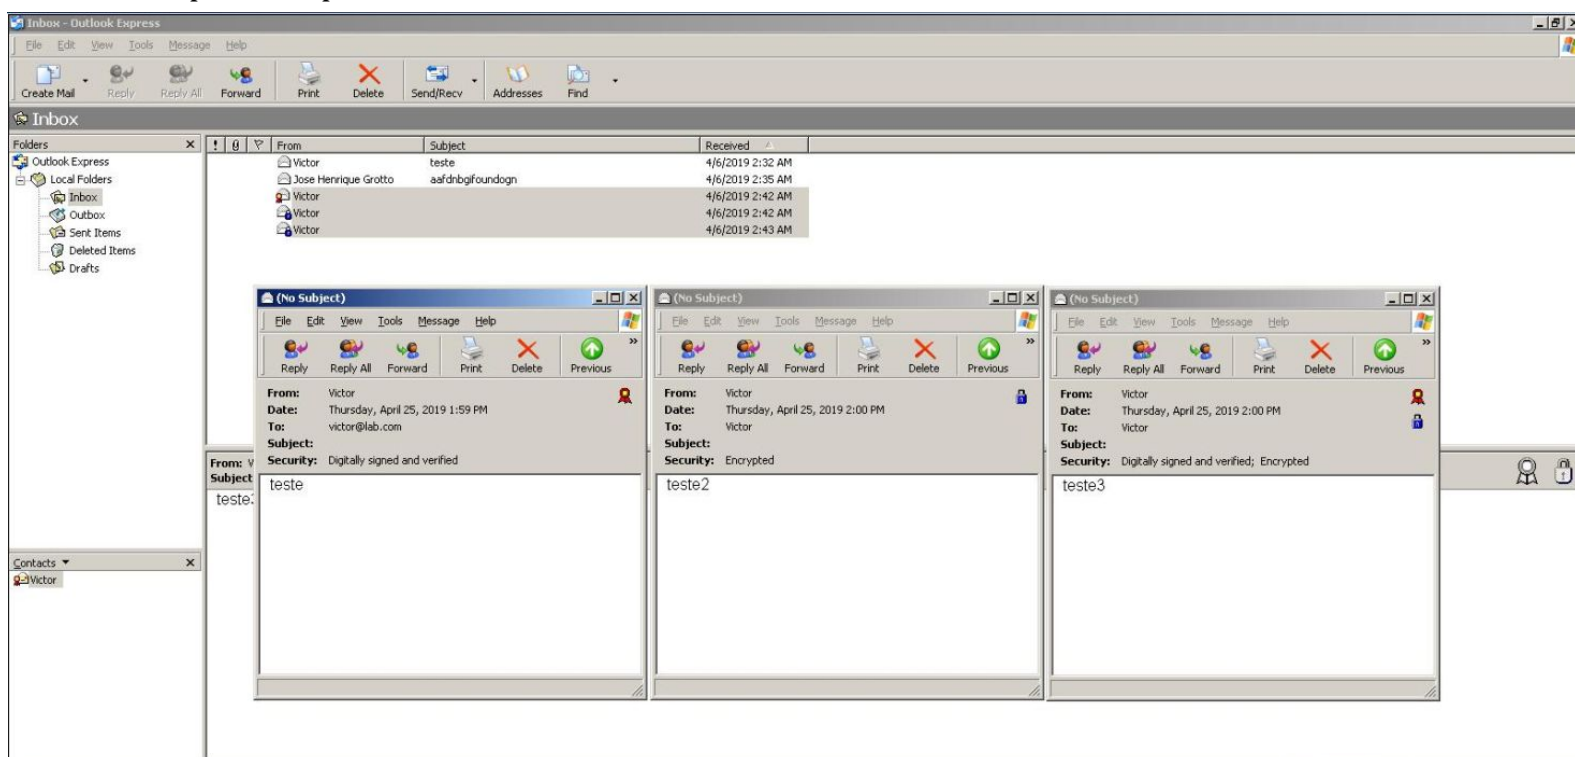 Inbox - Outlook Express
File Edit View Tools Message Help
Create Mail Reply Reply All Forward Print Delete Send/Recv Addresses Find
Inbox
Folders
Outlook Express
Local Folders
Inbox
Outbox
Sent Items
Deleted Items
Drafts
! From Subject Received
Victor teste 4/6/2019 2:32 AM
Jose Henrique Grotto aafdnbgifoundogn 4/6/2019 2:35 AM
Victor 4/6/2019 2:42 AM
Victor 4/6/2019 2:42 AM
Victor 4/6/2019 2:43 AM
(No Subject)
File Edit View Tools Message Help
Reply Reply All Forward Print Delete Previous »
From: Victor
Date: Thursday, April 25, 2019 1:59 PM
To: victor@lab.com
Subject:
Security: Digitally signed and verified
teste
(No Subject)
File Edit View Tools Message Help
Reply Reply All Forward Print Delete Previous »
From: Victor
Date: Thursday, April 25, 2019 2:00 PM
To: Victor
Subject:
Security: Encrypted
teste2
(No Subject)
File Edit View Tools Message Help
Reply Reply All Forward Print Delete Previous »
From: Victor
Date: Thursday, April 25, 2019 2:00 PM
To: Victor
Subject:
Security: Digitally signed and verified; Encrypted
teste3
From: V
Subject
Contacts
Victor